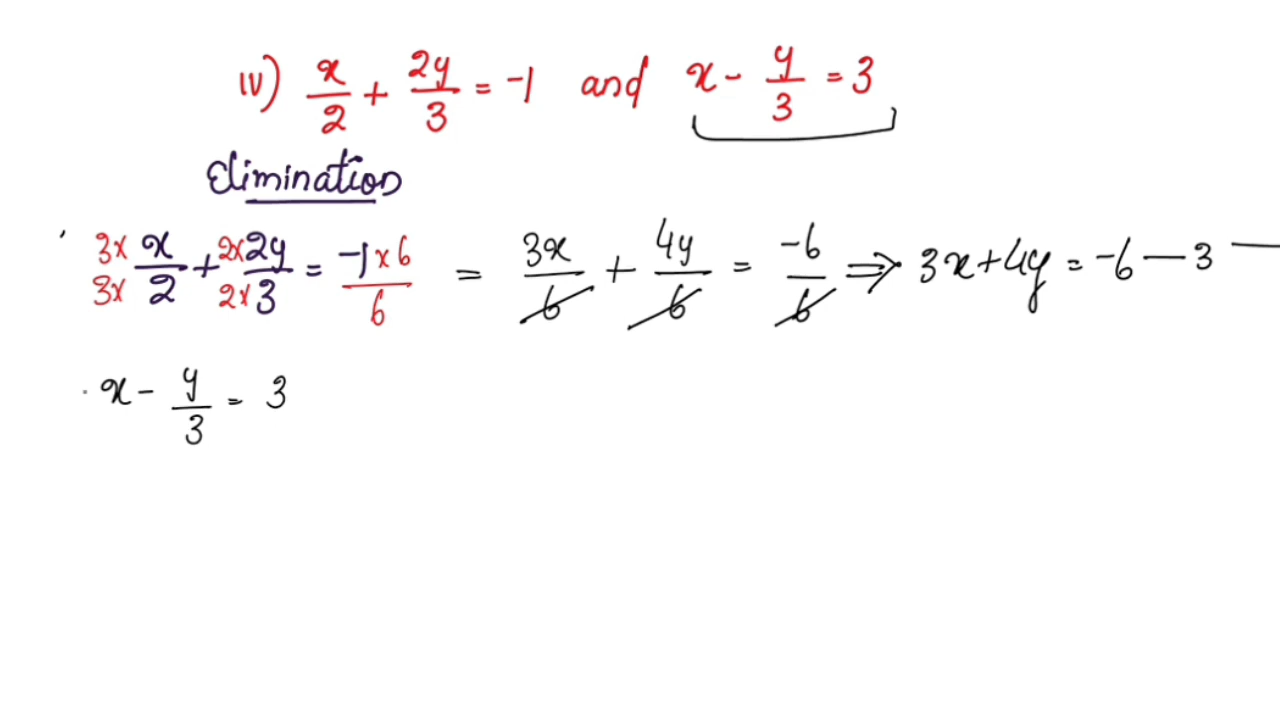 iv) x/2 + 2y/3 = -1 and x - y/3 = 3
Elimination
3× x/3× 2 + 2× 2y/2× 3 = -1 × 6/6 = 3x/6 + 4y/6 = -6/6 ⇒ 3x + 4y = -6 — 3 —
x - y/3 = 3